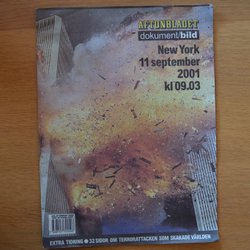 AFTONBLADET
dokument/bild
New York
11 september
2001
kl 09.03
EXTRA TIDNING • 32 SIDOR OM TERRORATTACKEN SOM SKAKADE VÄRLDEN